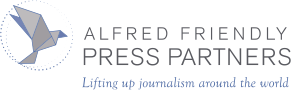 ALFRED FRIENDLY
PRESS PARTNERS
Lifting up journalism around the world